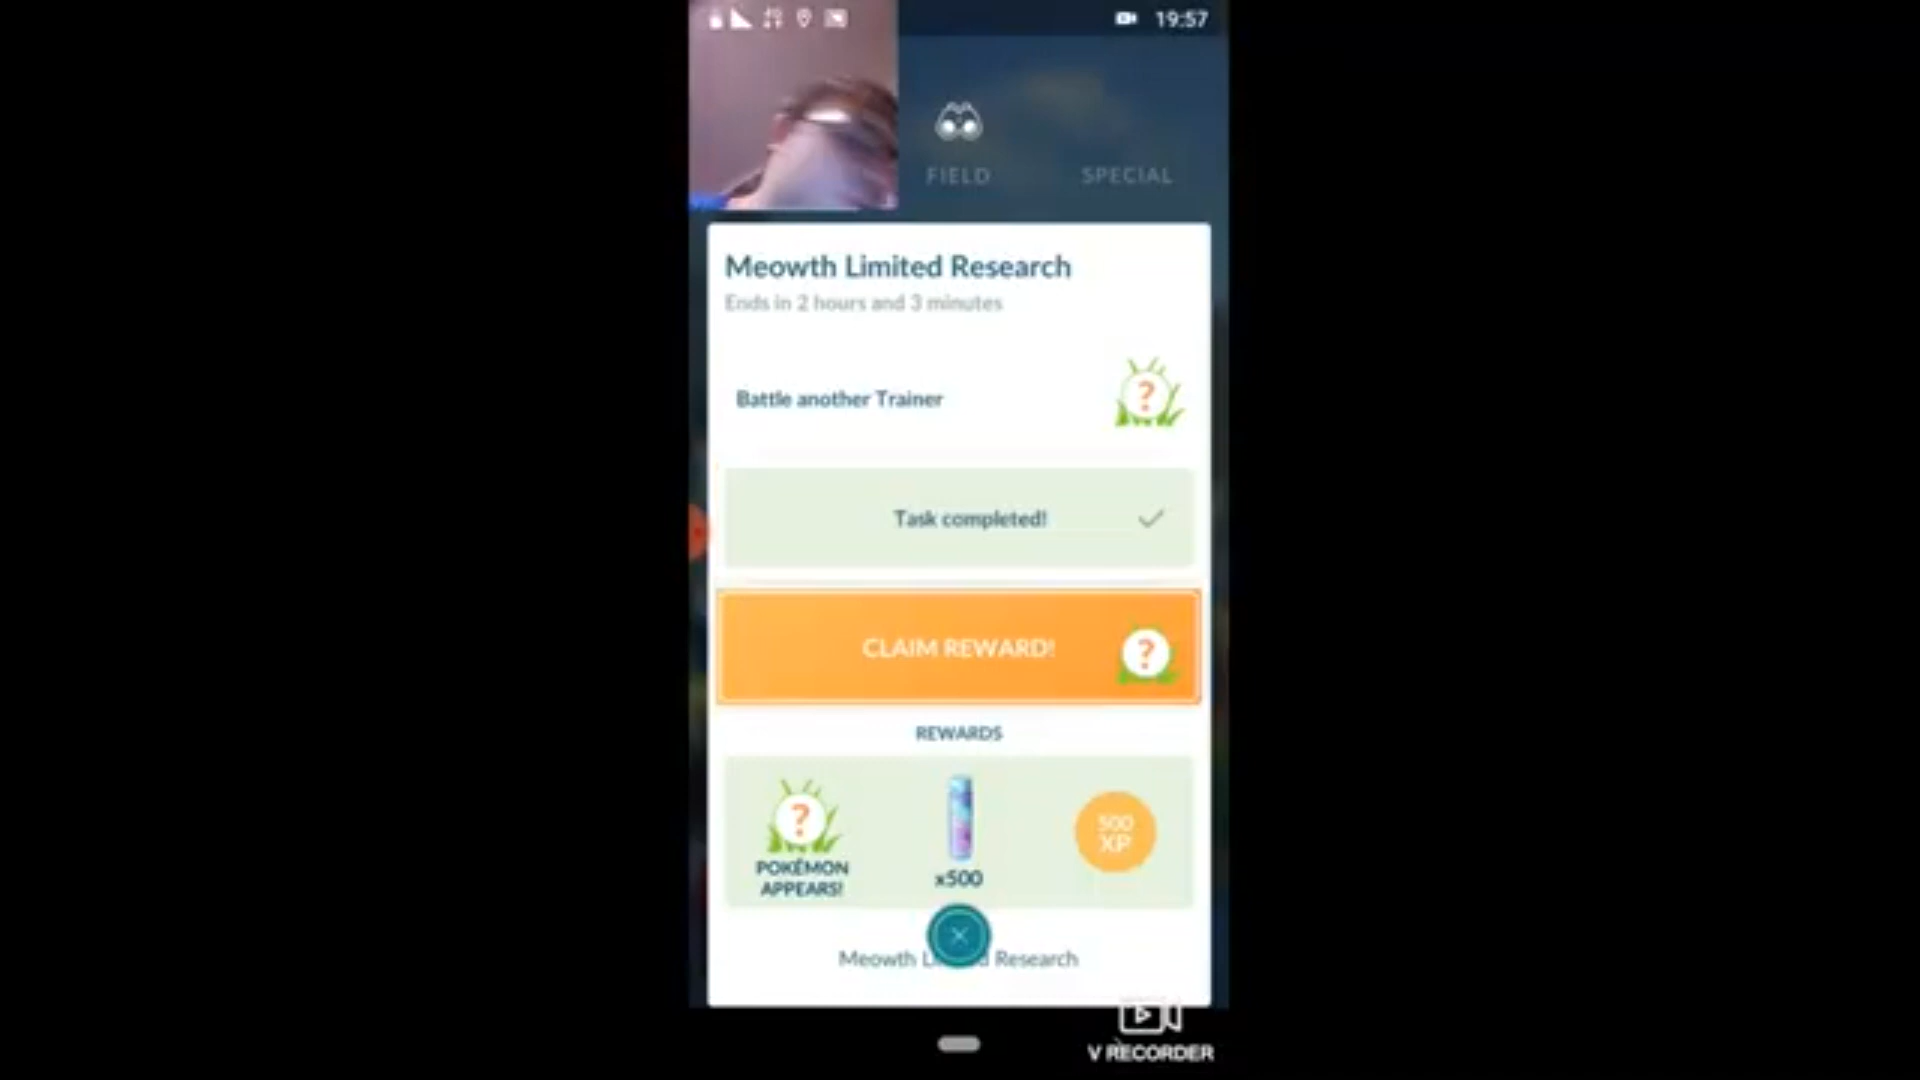 19:57
FIELD
SPECIAL
Meowth Limited Research
Ends in 2 hours and 3 minutes
Battle another Trainer
?
Task completed!
CLAIM REWARD!
?
REWARDS
?
500
XP
POKÉMON
APPEARS!
x500
Meowth L d Research
V RECORDER